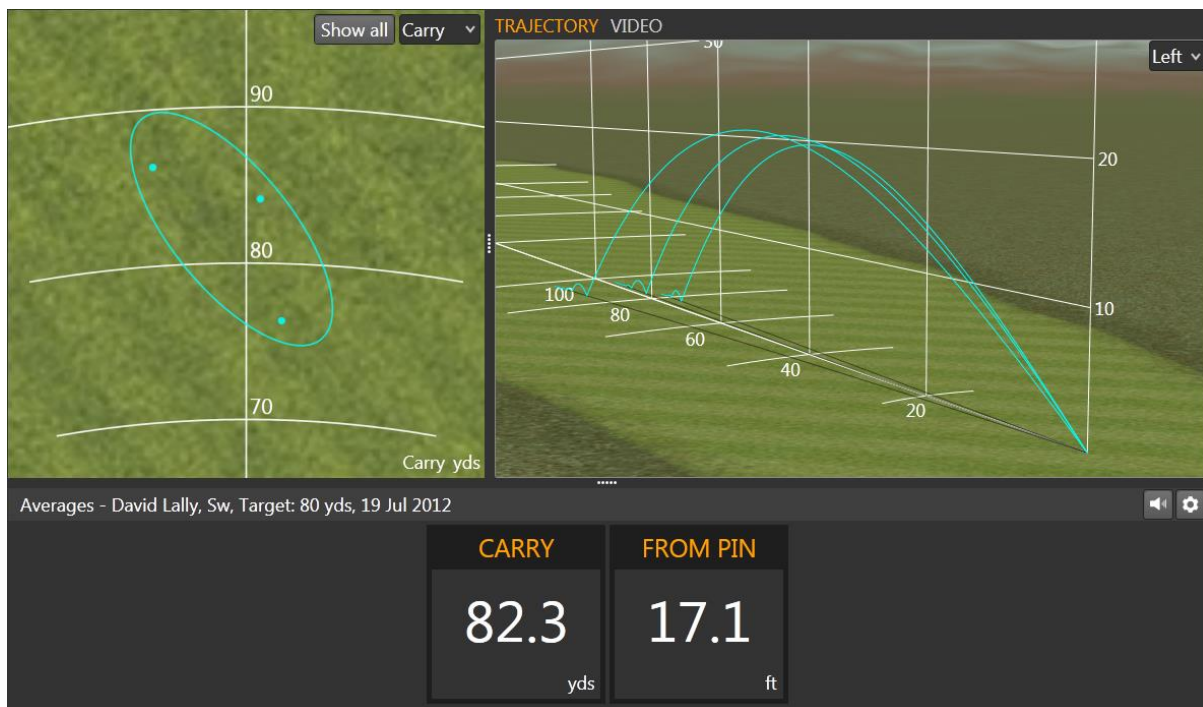 Show all Carry
90
80
70
Carry yds
TRAJECTORY VIDEO
Left
20
10
100
80
60
40
20
Averages - David Lally, Sw, Target: 80 yds, 19 Jul 2012
CARRY
82.3
yds
FROM PIN
17.1
ft